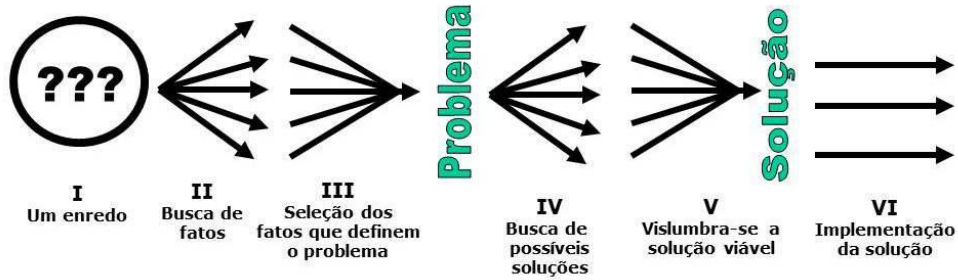 ???
I
Um enredo
II
Busca de
fatos
III
Seleção dos
fatos que definem
o problema
Problema
IV
Busca de
possíveis
soluções
V
Vislumbra-se a
solução viável
Solução
VI
Implementação
da solução